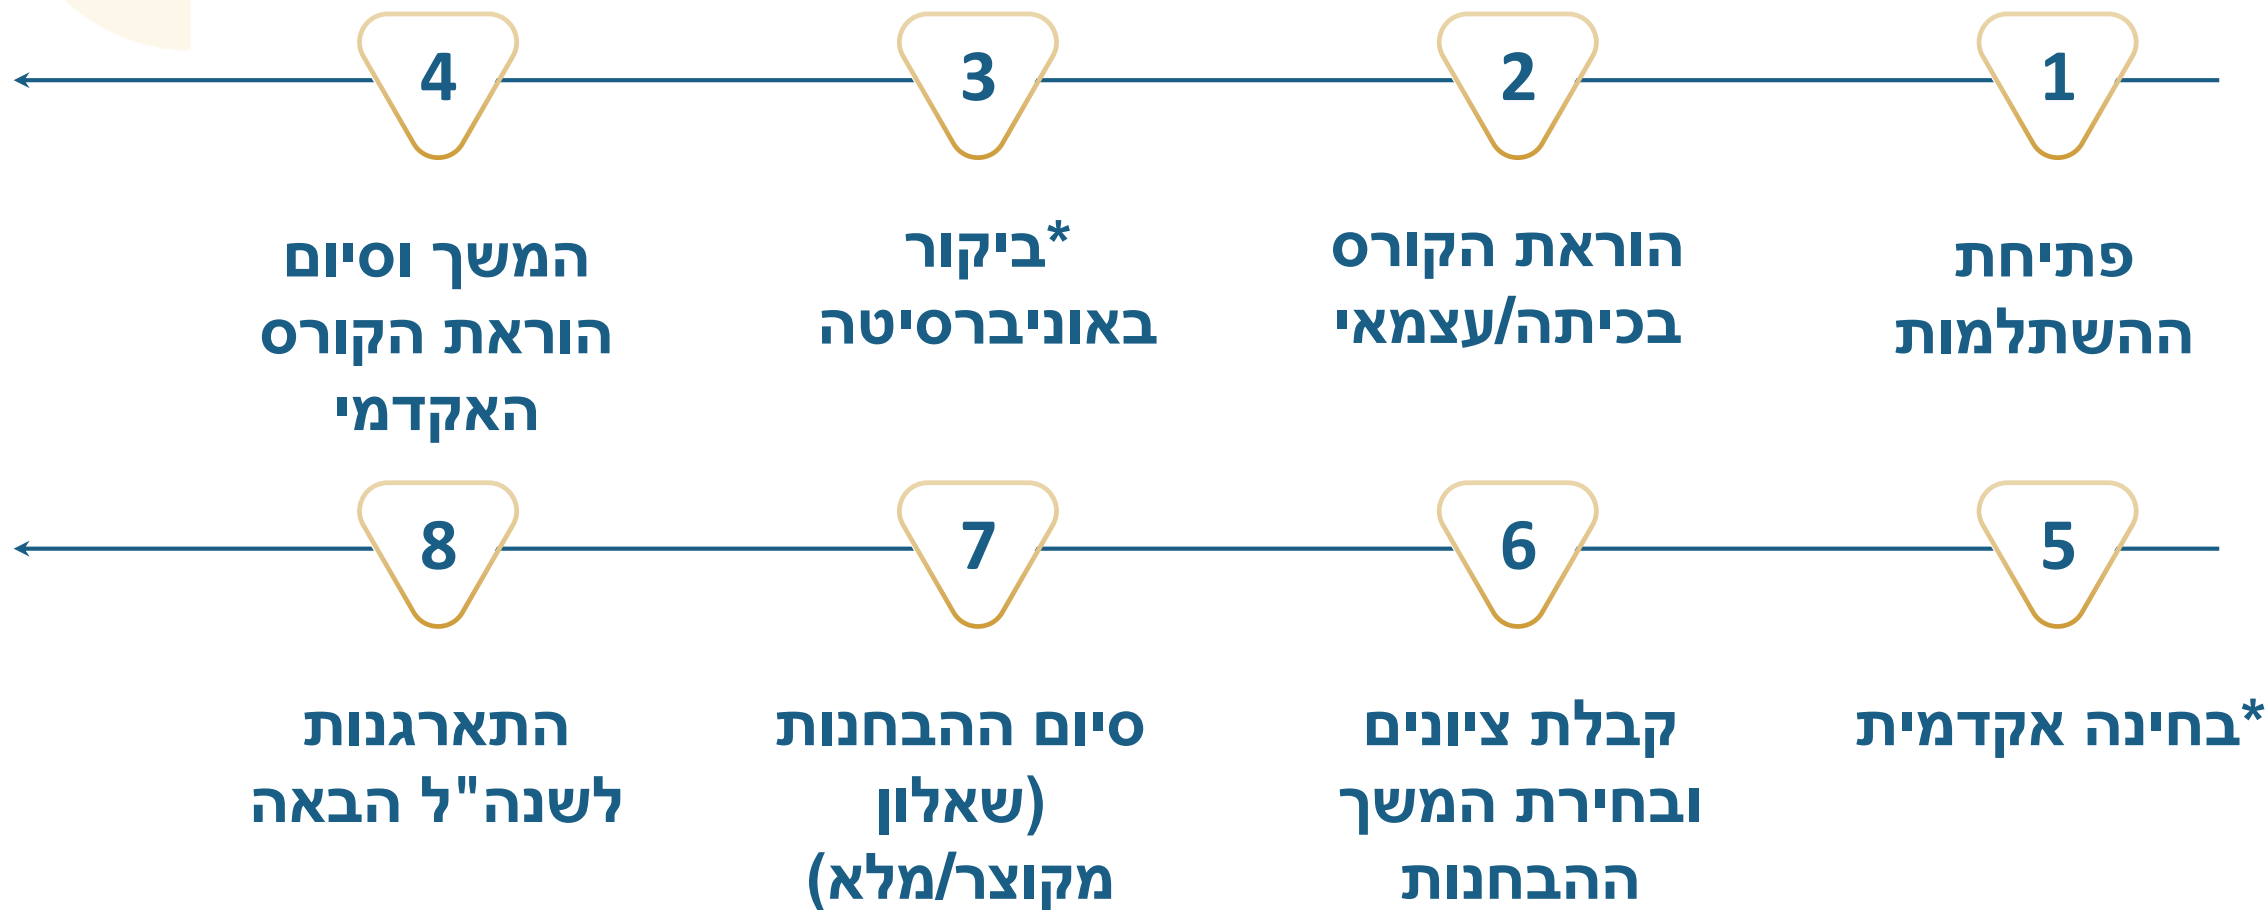 1
פתיחת
ההשתלמות
2
הוראת הקורס
בכיתה/עצמאי
3
*ביקור
באוניברסיטה
4
המשך וסיום
הוראת הקורס
האקדמי
5
*בחינה אקדמית
6
קבלת ציונים
ובחירת המשך
ההבחנות
7
סיום ההבחנות
(שאלון
מקוצר/מלא)
8
התארגנות
לשנה"ל הבאה